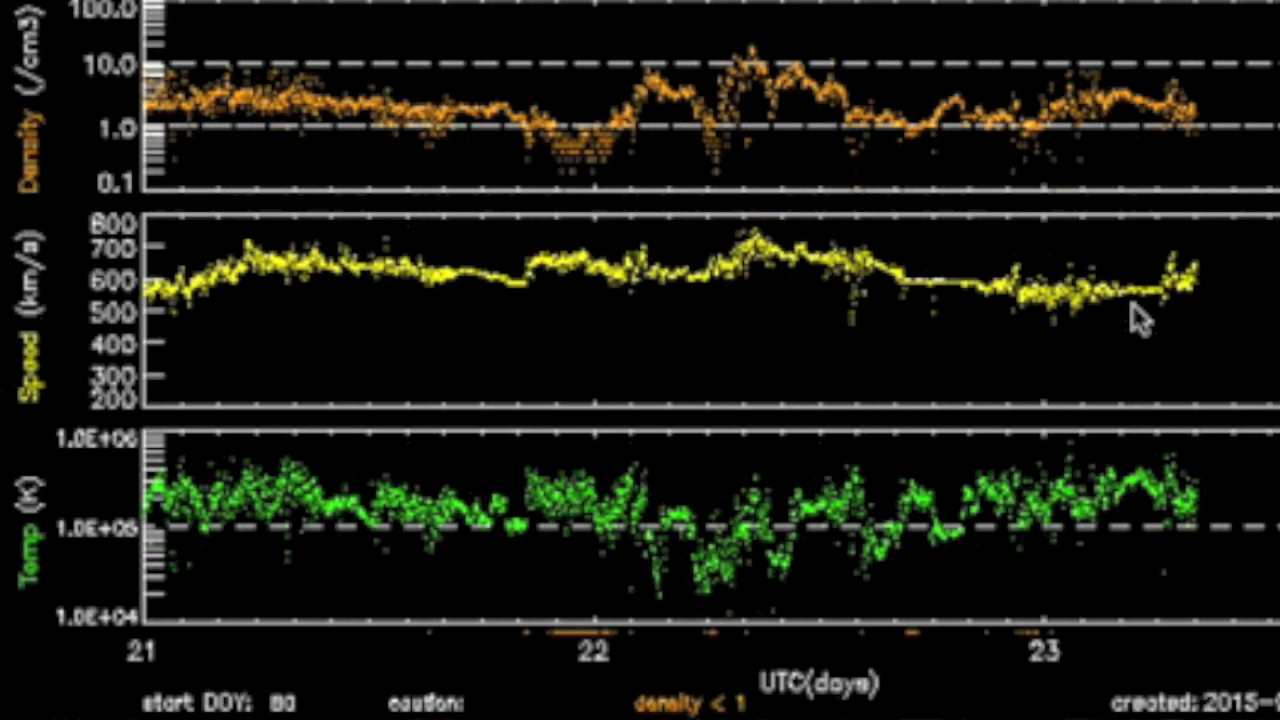 Density (/cm3)
100.0
10.0
1.0
0.1
Speed (km/s)
800
700
600
500
400
300
200
Temp (K)
1.0E+06
1.0E+05
1.0E+04
21 22 23
UTC(days)
start DOY: 80 caution: density < 1 created: 2015-